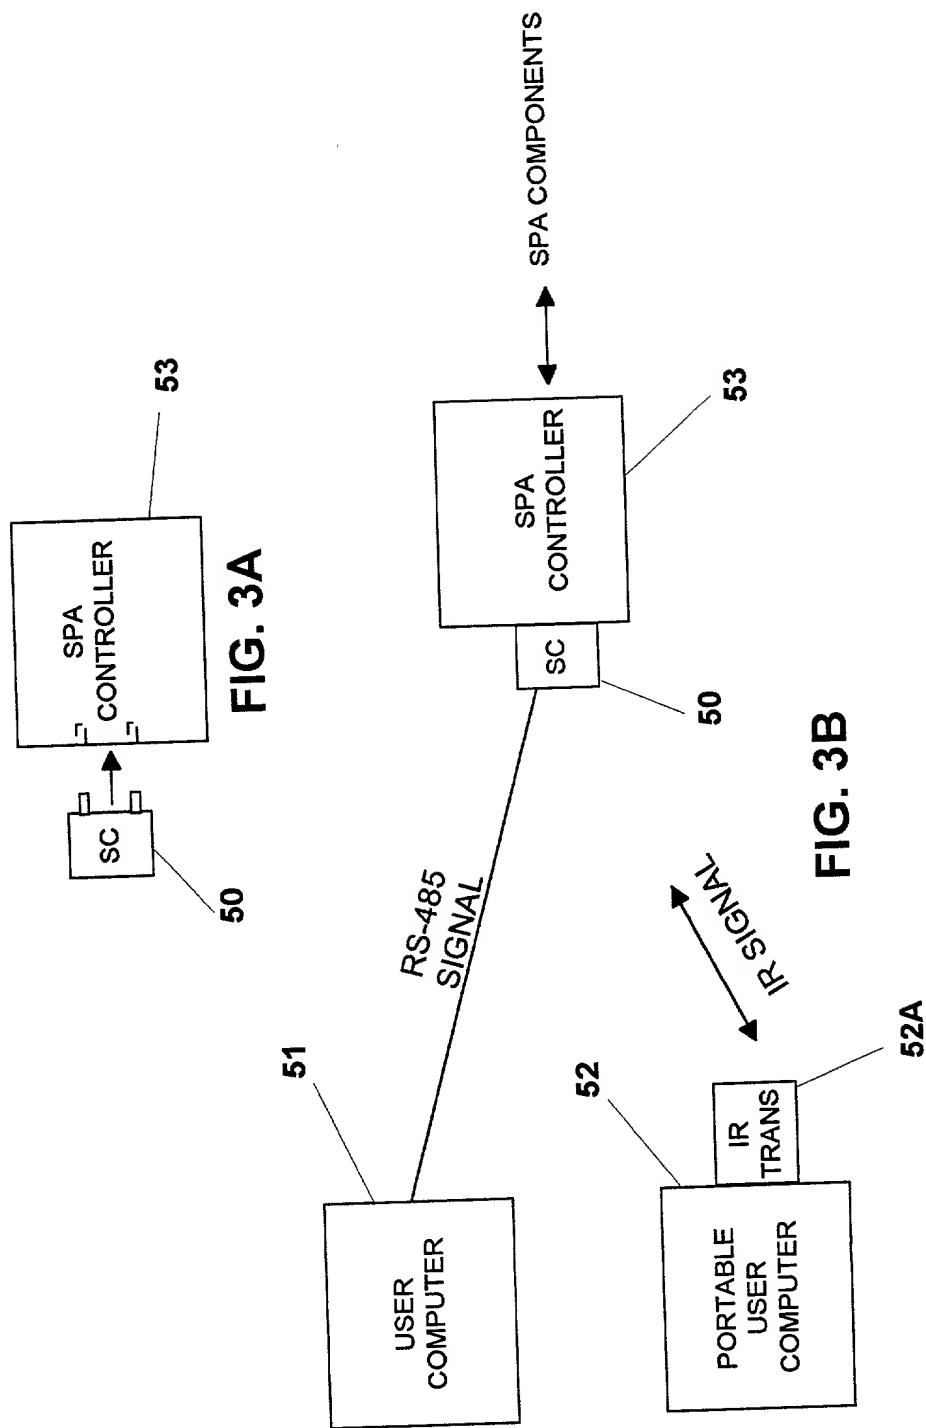 SC
50
SPA
CONTROLLER
53
FIG. 3A
USER
COMPUTER
51
RS-485
SIGNAL
SC
50
SPA
CONTROLLER
53
SPA COMPONENTS
PORTABLE
USER
COMPUTER
52
IR
TRANS
52A
IR SIGNAL
FIG. 3B